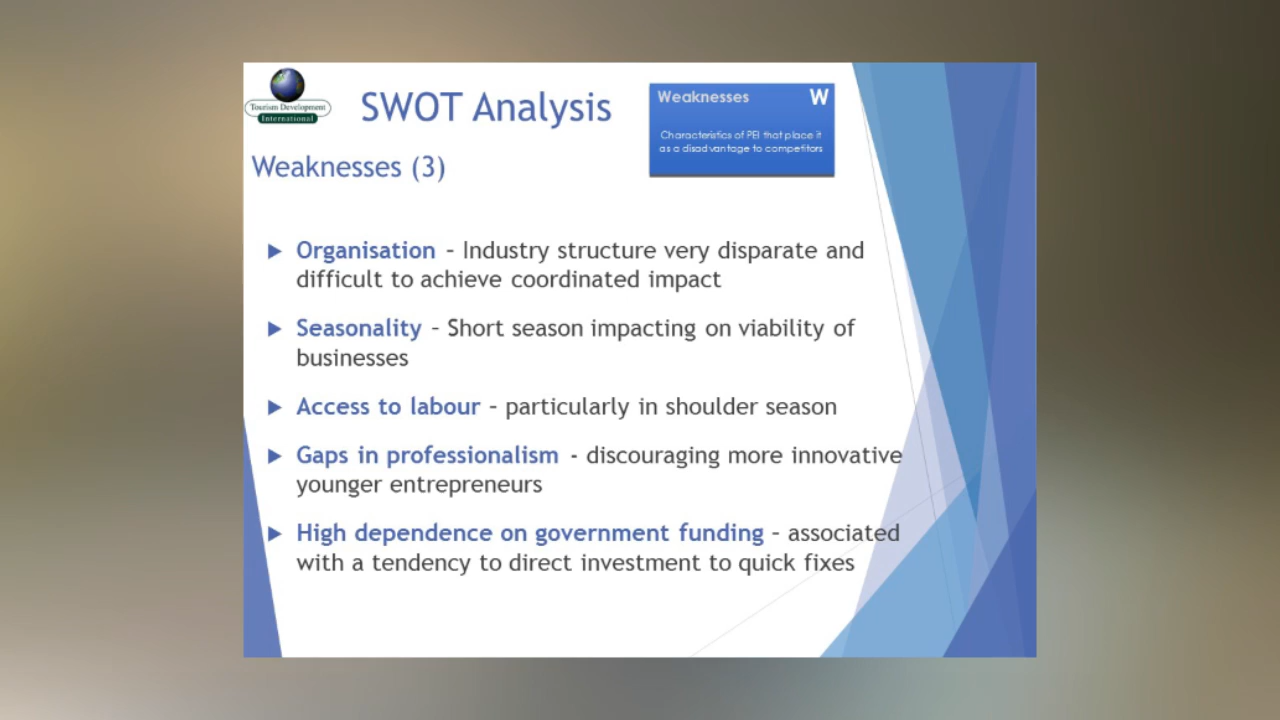 Tourism Development
International
SWOT Analysis
Weaknesses W
Characteristics of PEI that place it
as a disadvantage to competitors
Weaknesses (3)
Organisation – Industry structure very disparate and
difficult to achieve coordinated impact
Seasonality – Short season impacting on viability of
businesses
Access to labour – particularly in shoulder season
Gaps in professionalism - discouraging more innovative
younger entrepreneurs
High dependence on government funding – associated
with a tendency to direct investment to quick fixes